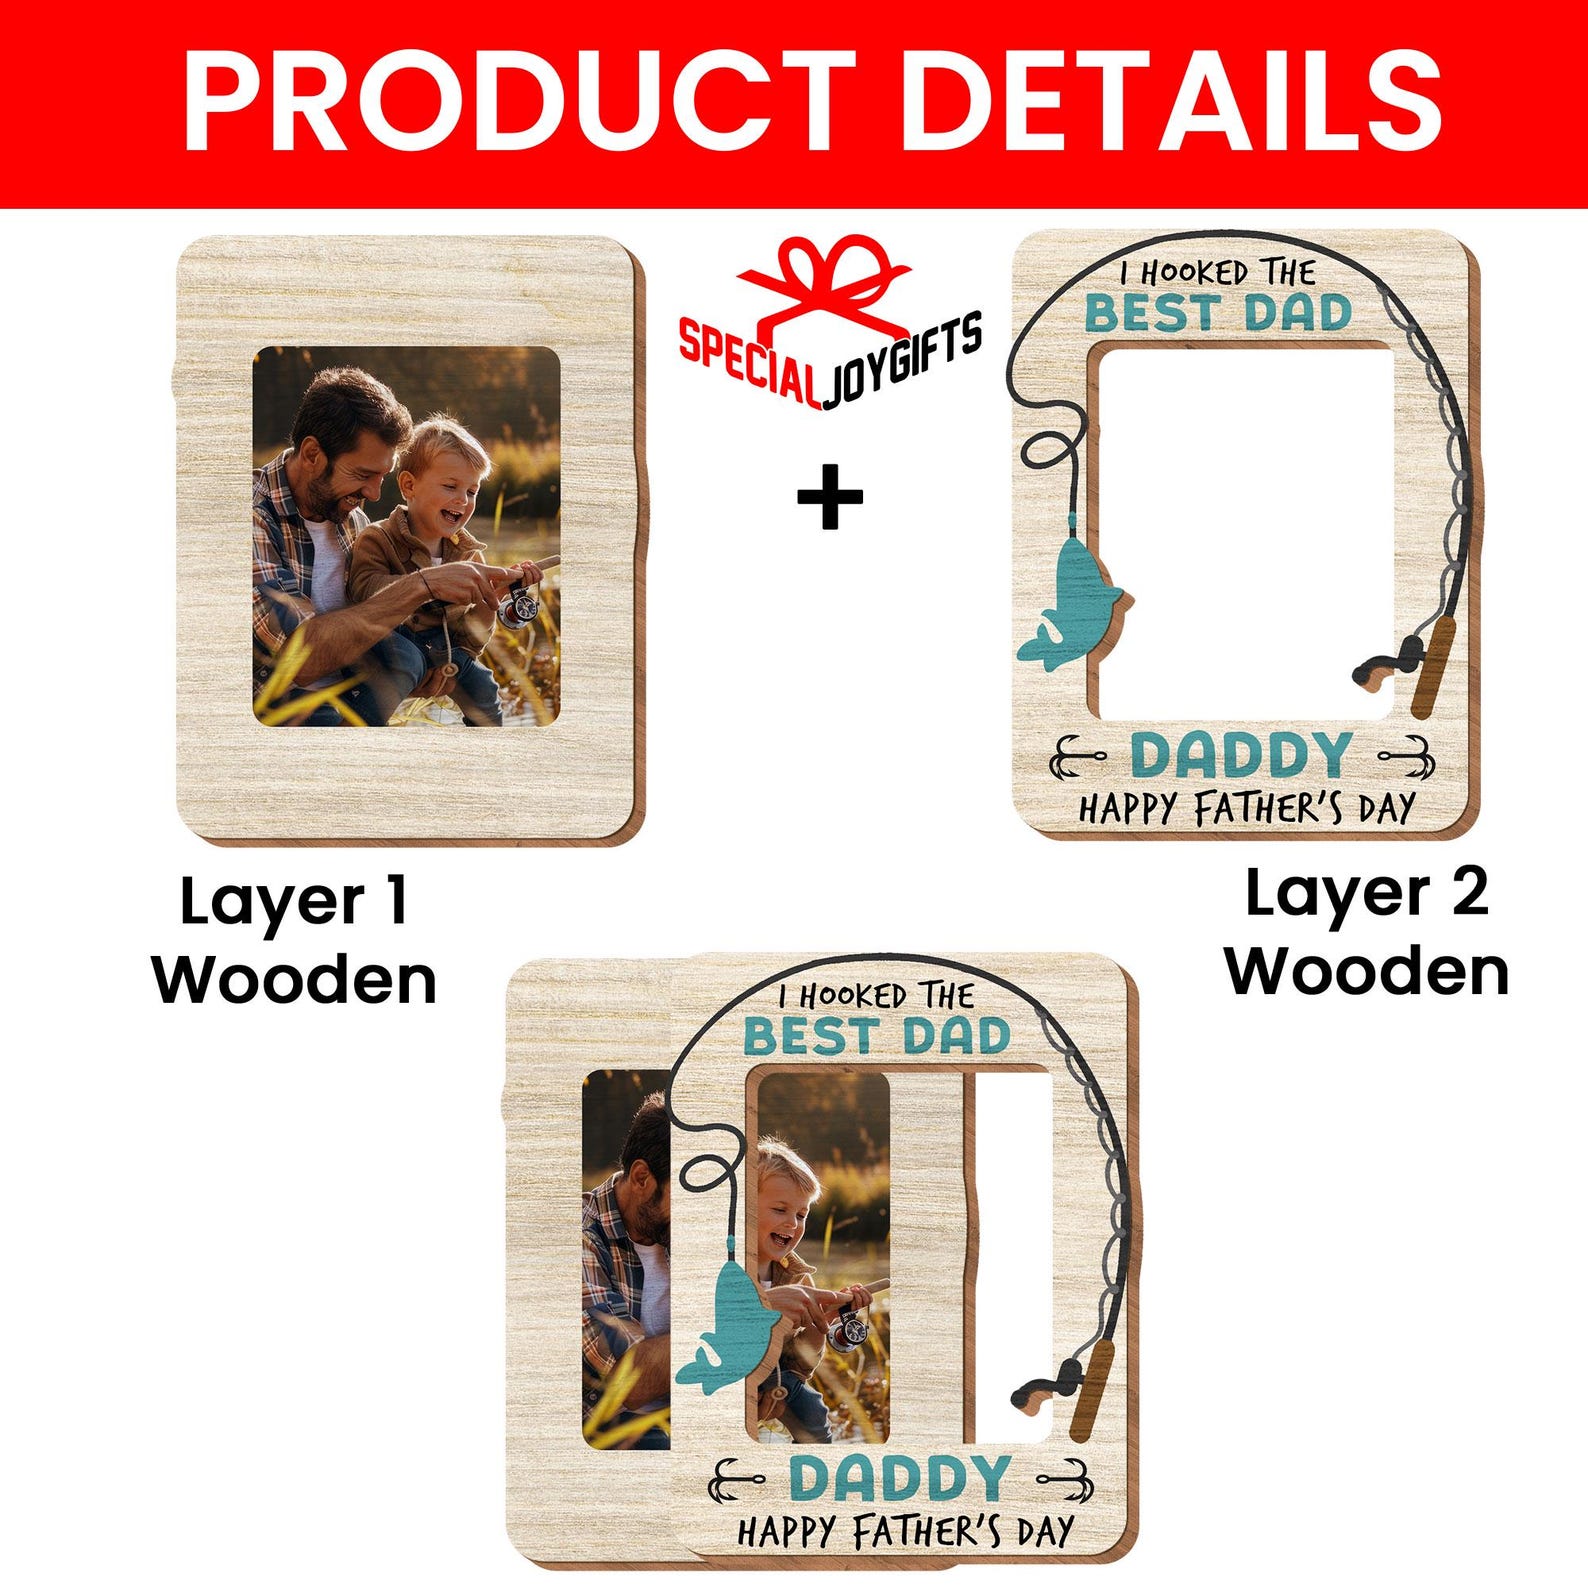 PRODUCT DETAILS
SPECIALJOYGIFTS
+
I HOOKED THE
BEST DAD
DADDY
HAPPY FATHER'S DAY
Layer 1
Wooden
Layer 2
Wooden
I HOOKED THE
BEST DAD
DADDY
HAPPY FATHER'S DAY